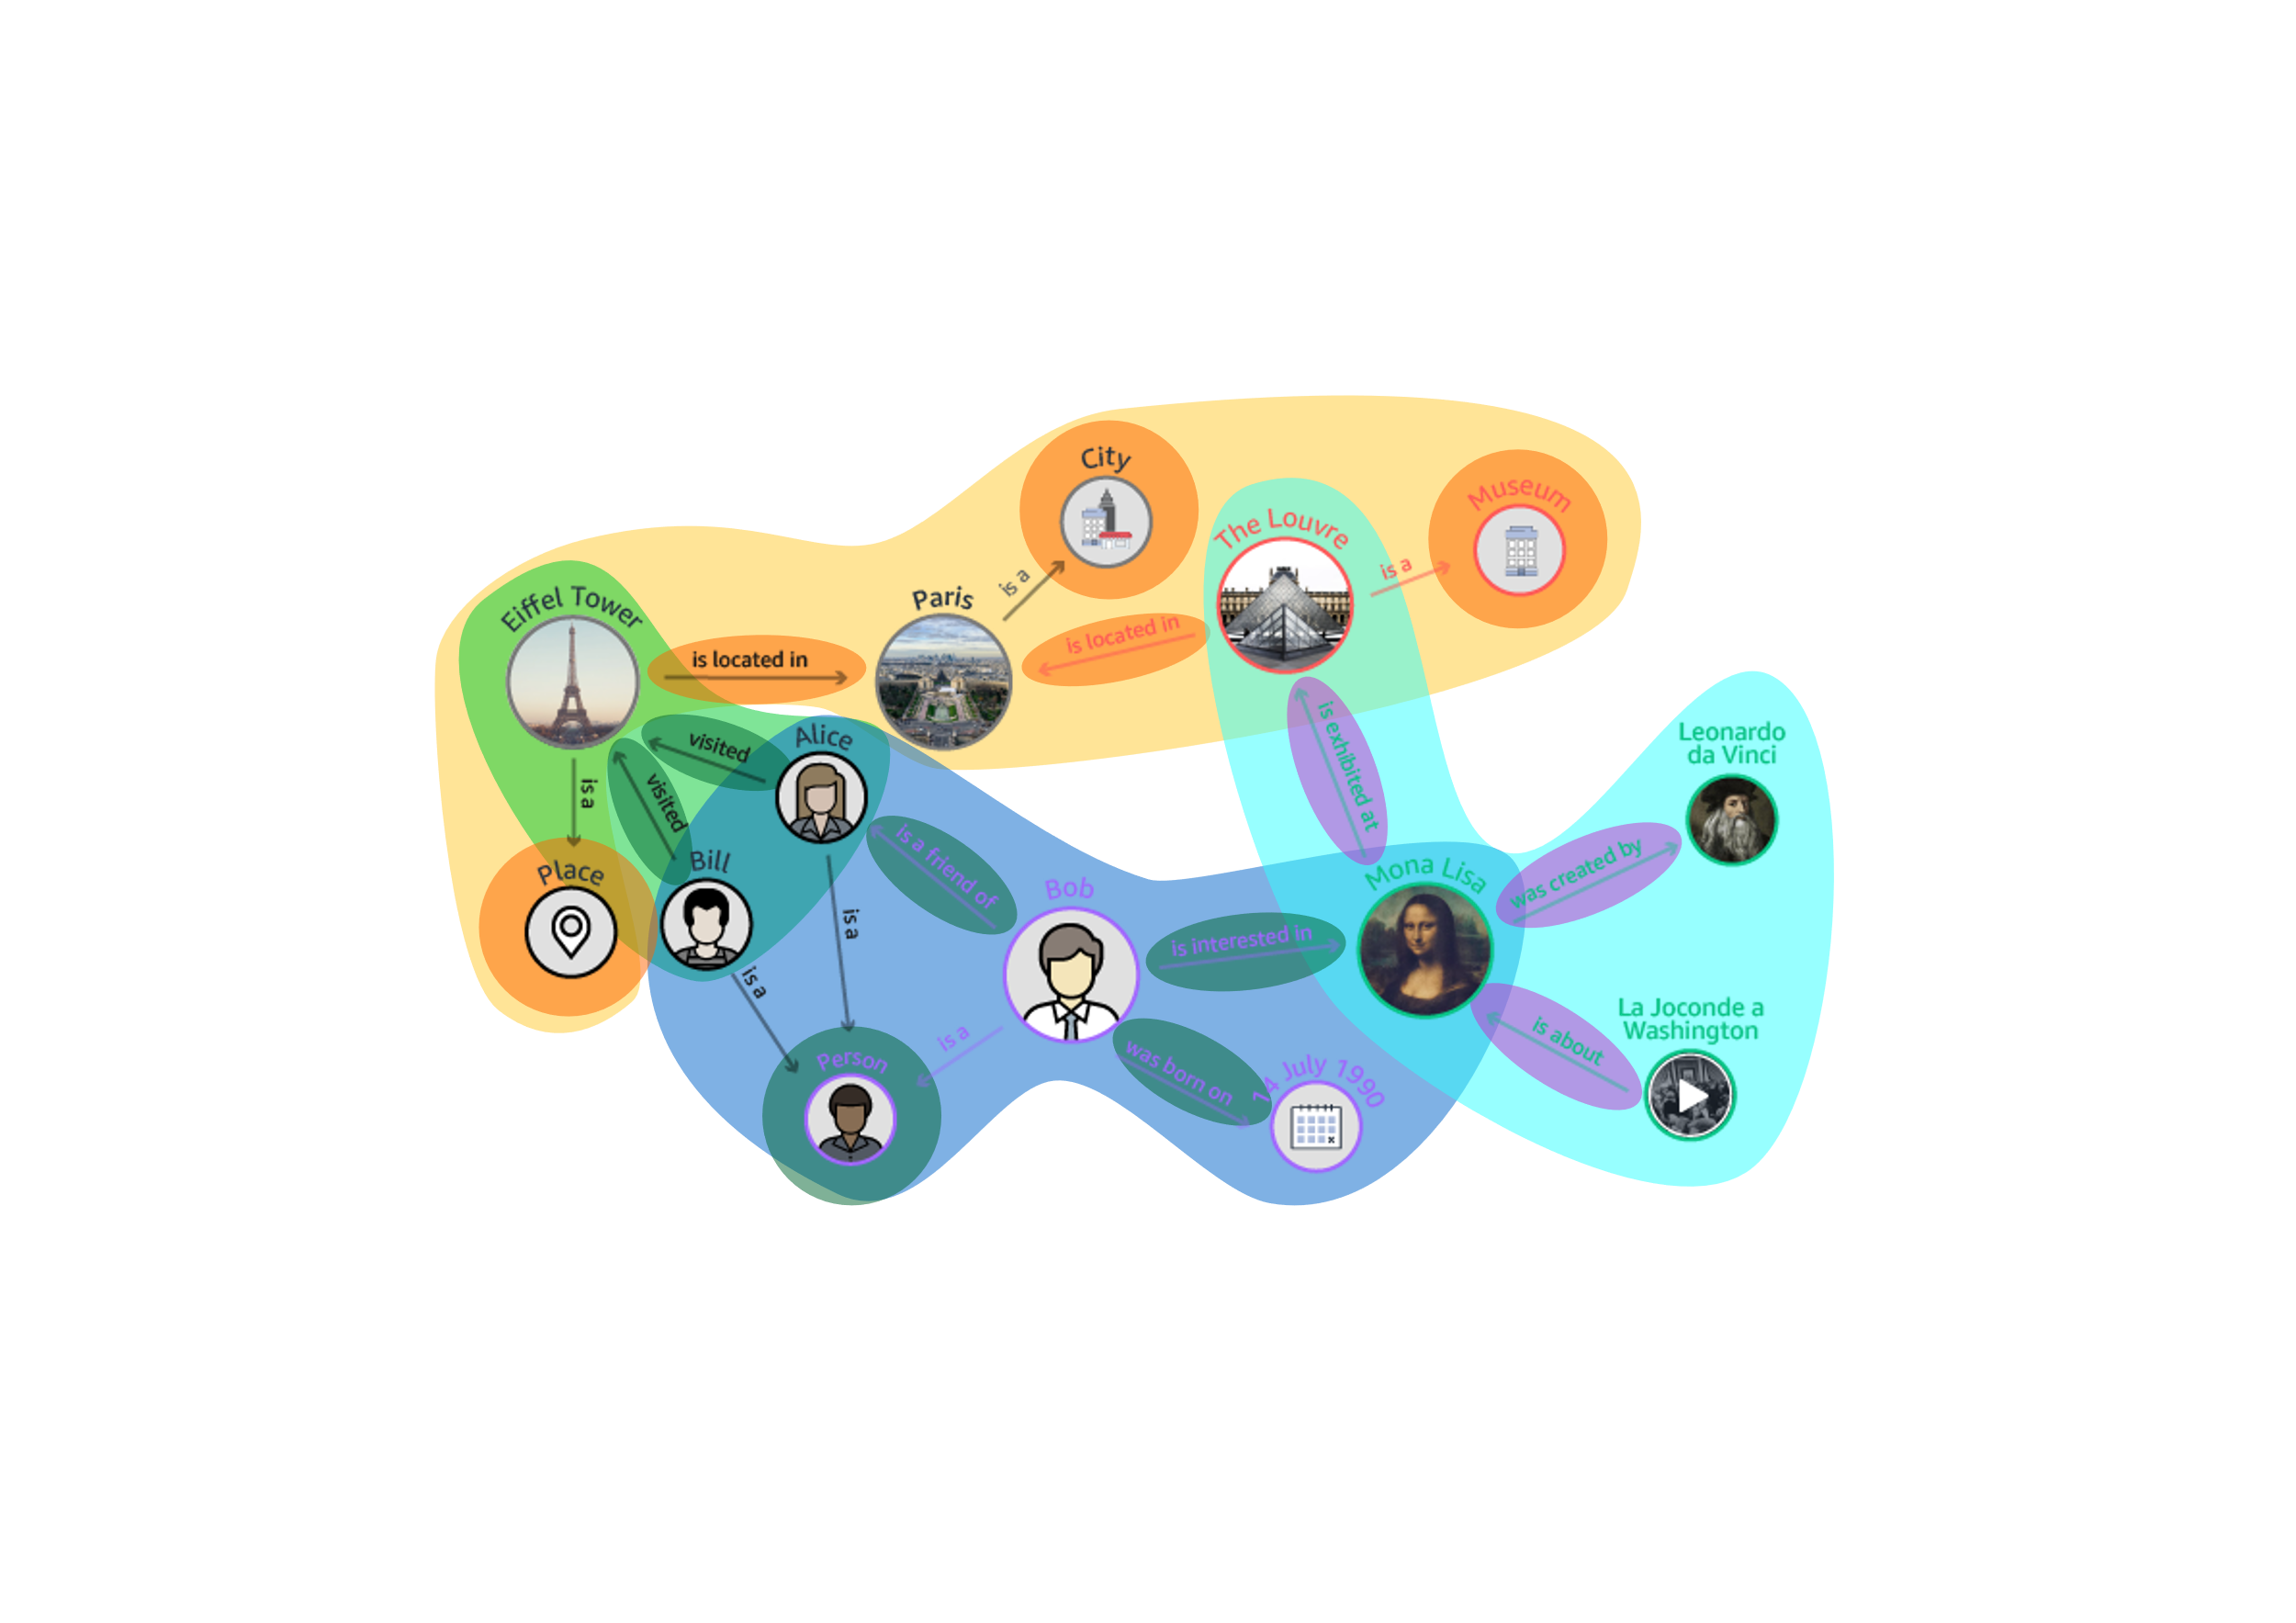 City
Museum
The Louvre
is a
is a
Eiffel Tower
Paris
is located in
is located in
visited
Alice
is exhibited at
Leonardo
da Vinci
is a
visited
Bill
Place
is a friend of
Bob
Mona Lisa
was created by
is a
is interested in
is a
La Joconde a
Washington
is about
is a
Person
was born on
14 July 1990